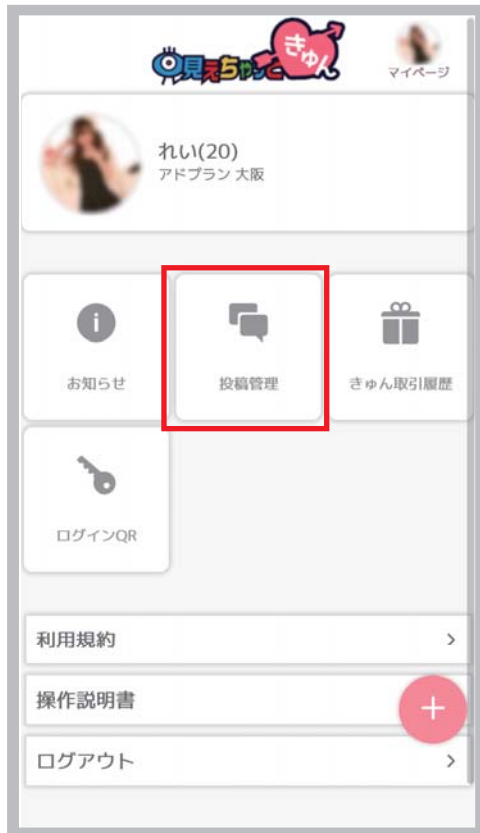 見えちゃっと きゅん
マイページ
れい(20)
アドプラン 大阪
お知らせ
投稿管理
きゅん取引履歴
ログインQR
利用規約
操作説明書
ログアウト